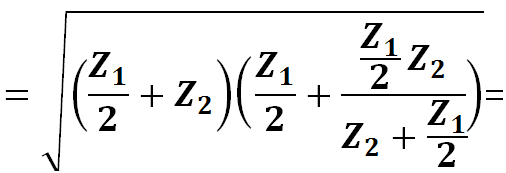 = √((Z₁/2 + Z₂)(Z₁/2 + (Z₁/2 Z₂)/(Z₂ + Z₁/2))) =